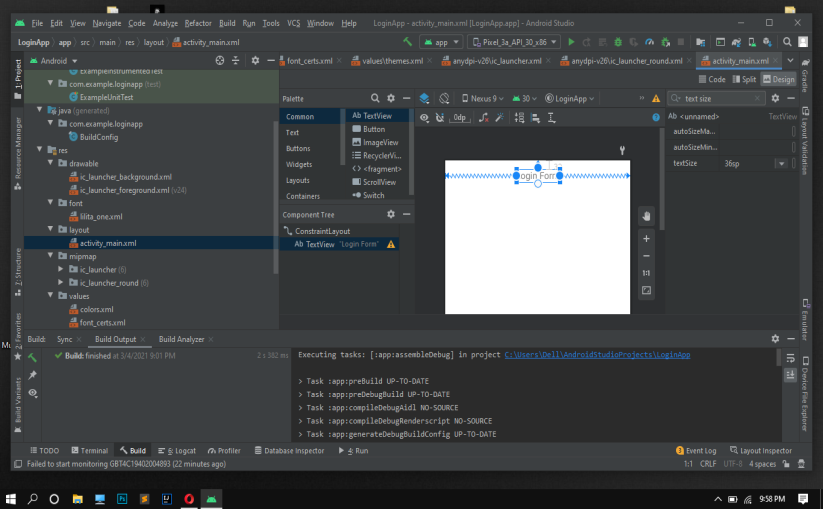 File Edit View Navigate Code Analyze Refactor Build Run Tools VCS Window Help LoginApp - activity_main.xml [LoginApp.app] - Android Studio
LoginApp app src main res layout activity_main.xml app Pixel_3a_API_30_x86
Android font_certs.xml values\themes.xml anydpi-v26\ic_launcher.xml anydpi-v26\ic_launcher_round.xml activity_main.xml
ExampleInstrumentedTest
com.example.loginapp (test)
ExampleUnitTest
java (generated)
com.example.loginapp
BuildConfig
res
drawable
ic_launcher_background.xml
ic_launcher_foreground.xml (v24)
font
lilita_one.xml
layout
activity_main.xml
mipmap
ic_launcher (6)
ic_launcher_round (6)
values
colors.xml
font_certs.xml
1: Project
Resource Manager
Z: Structure
2: Favorites
Build Variants
Code Split Design
Palette
Common
Text
Buttons
Widgets
Layouts
Containers
Ab TextView
Button
ImageView
RecyclerVi...
<> <fragment>
ScrollView
Switch
Component Tree
ConstraintLayout
Ab TextView "Login Form"
Nexus 9 30 LoginApp
0dp
Login Form
1:1
text size
Ab <unnamed> TextView
autoSizeMa...
autoSizeMin...
textSize 36sp
Gradle
Layout Validation
Emulator
Device File Explorer
Build: Sync Build Output Build Analyzer
Build: finished at 3/4/2021 9:01 PM 2 s 382 ms
Executing tasks: [:app:assembleDebug] in project C:\Users\Dell\AndroidStudioProjects\LoginApp
> Task :app:preBuild UP-TO-DATE
> Task :app:preDebugBuild UP-TO-DATE
> Task :app:compileDebugAidl NO-SOURCE
> Task :app:compileDebugRenderscript NO-SOURCE
> Task :app:generateDebugBuildConfig UP-TO-DATE
TODO Terminal Build 6: Logcat Profiler Database Inspector 4: Run 2 Event Log Layout Inspector
Failed to start monitoring GBT4C19402004893 (22 minutes ago) 1:1 CRLF UTF-8 4 spaces
9:58 PM